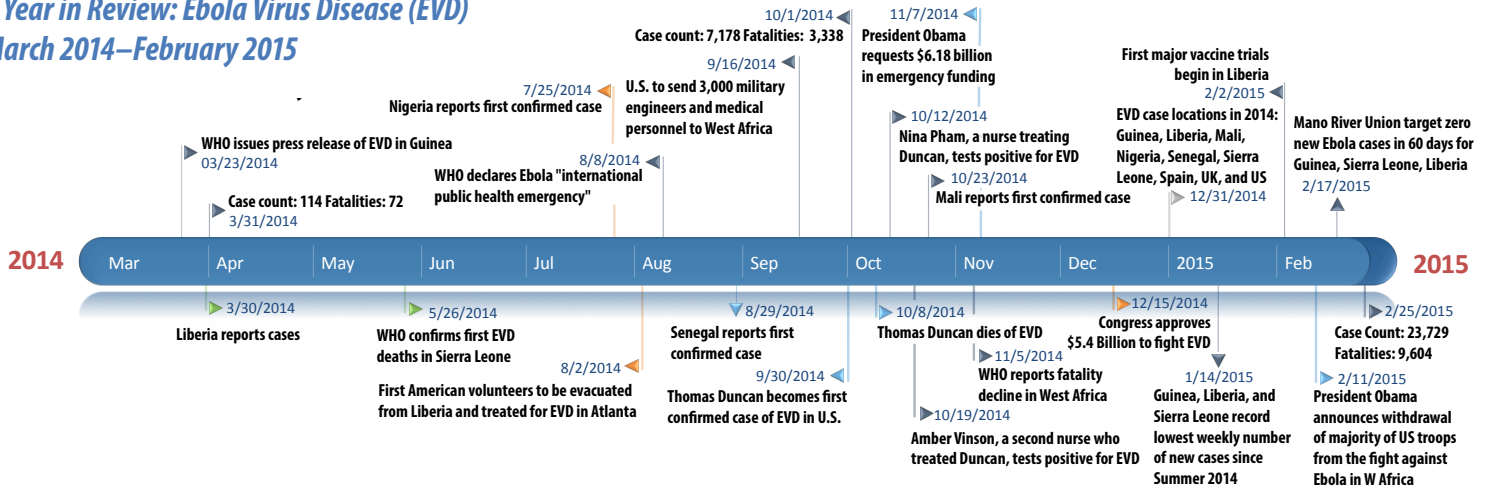 Year in Review: Ebola Virus Disease (EVD)
March 2014–February 2015
WHO issues press release of EVD in Guinea
03/23/2014
Case count: 114 Fatalities: 72
3/31/2014
7/25/2014
Nigeria reports first confirmed case
8/8/2014
WHO declares Ebola "international
public health emergency"
9/16/2014
U.S. to send 3,000 military
engineers and medical
personnel to West Africa
10/1/2014
Case count: 7,178 Fatalities: 3,338
11/7/2014
President Obama
requests $6.18 billion
in emergency funding
10/12/2014
Nina Pham, a nurse treating
Duncan, tests positive for EVD
10/23/2014
Mali reports first confirmed case
First major vaccine trials
begin in Liberia
2/2/2015
EVD case locations in 2014:
Guinea, Liberia, Mali,
Nigeria, Senegal, Sierra
Leone, Spain, UK, and US
12/31/2014
Mano River Union target zero
new Ebola cases in 60 days for
Guinea, Sierra Leone, Liberia
2/17/2015
2014
Mar
Apr
May
Jun
Jul
Aug
Sep
Oct
Nov
Dec
2015
Feb
2015
3/30/2014
Liberia reports cases
5/26/2014
WHO confirms first EVD
deaths in Sierra Leone
8/2/2014
First American volunteers to be evacuated
from Liberia and treated for EVD in Atlanta
8/29/2014
Senegal reports first
confirmed case
9/30/2014
Thomas Duncan becomes first
confirmed case of EVD in U.S.
10/8/2014
Thomas Duncan dies of EVD
11/5/2014
WHO reports fatality
decline in West Africa
10/19/2014
Amber Vinson, a second nurse who
treated Duncan, tests positive for EVD
12/15/2014
Congress approves
$5.4 Billion to fight EVD
1/14/2015
Guinea, Liberia, and
Sierra Leone record
lowest weekly number
of new cases since
Summer 2014
2/25/2015
Case Count: 23,729
Fatalities: 9,604
2/11/2015
President Obama
announces withdrawal
of majority of US troops
from the fight against
Ebola in W Africa